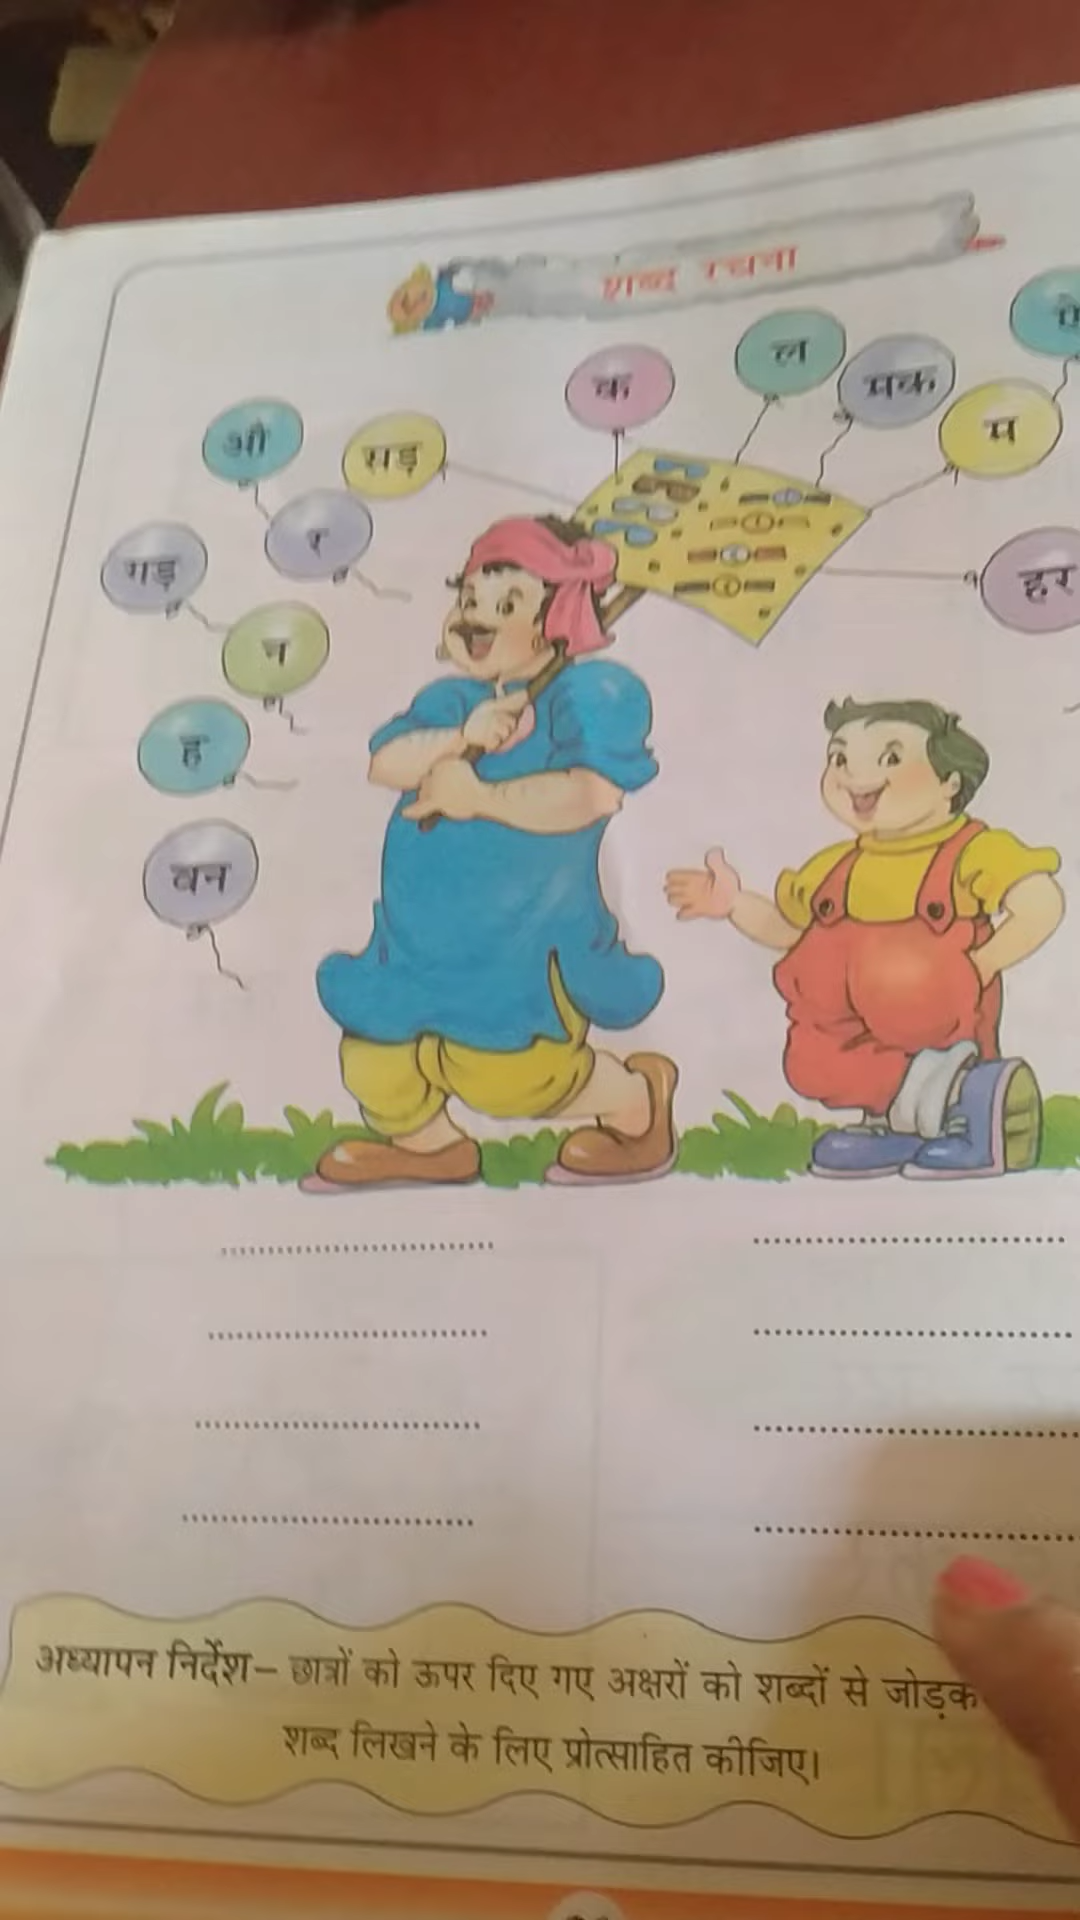 शब्द रचना
क
ल
मक
ऐ
म
औ
सड़
र
गड़
न
हर
ह
वन
अध्यापन निर्देश– छात्रों को ऊपर दिए गए अक्षरों को शब्दों से जोड़क
शब्द लिखने के लिए प्रोत्साहित कीजिए।